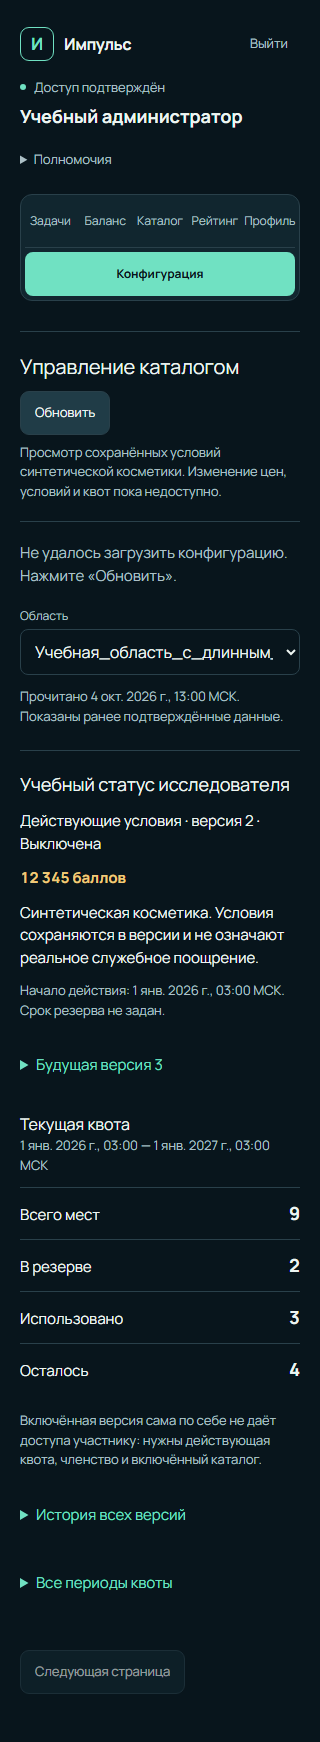 И Импульс Выйти
Доступ подтверждён
Учебный администратор
Полномочия
Задачи Баланс Каталог Рейтинг Профиль
Конфигурация
Управление каталогом
Обновить
Просмотр сохранённых условий
синтетической косметики. Изменение цен,
условий и квот пока недоступно.
Не удалось загрузить конфигурацию.
Нажмите «Обновить».
Область
Учебная_область_с_длинным_
Прочитано 4 окт. 2026 г., 13:00 МСК.
Показаны ранее подтверждённые данные.
Учебный статус исследователя
Действующие условия · версия 2 ·
Выключена
12 345 баллов
Синтетическая косметика. Условия
сохраняются в версии и не означают
реальное служебное поощрение.
Начало действия: 1 янв. 2026 г., 03:00 МСК.
Срок резерва не задан.
Будущая версия 3
Текущая квота
1 янв. 2026 г., 03:00 — 1 янв. 2027 г., 03:00
МСК
Всего мест 9
В резерве 2
Использовано 3
Осталось 4
Включённая версия сама по себе не даёт
доступа участнику: нужны действующая
квота, членство и включённый каталог.
История всех версий
Все периоды квоты
Следующая страница